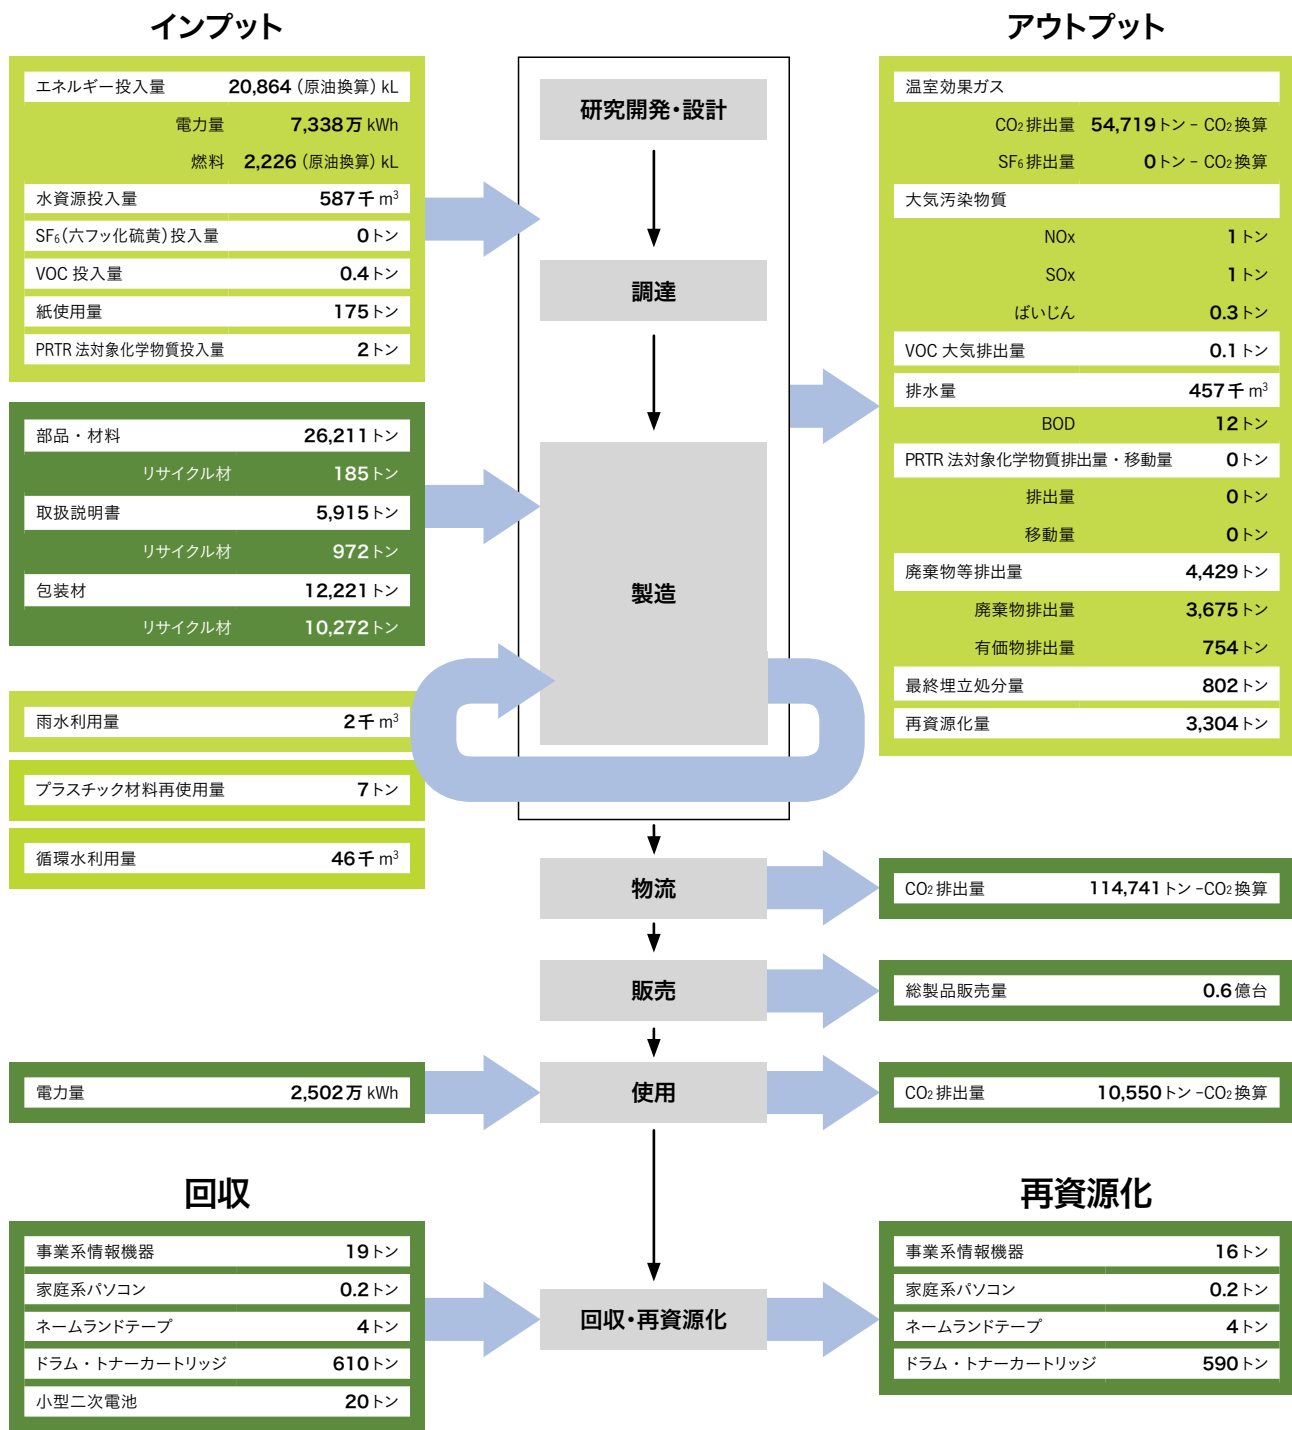 インプット
エネルギー投入量 20,864（原油換算）kL
電力量 7,338万 kWh
燃料 2,226（原油換算）kL
水資源投入量 587千 m³
SF₆（六フッ化硫黄）投入量 0トン
VOC 投入量 0.4トン
紙使用量 175トン
PRTR 法対象化学物質投入量 2トン
部品・材料 26,211トン
リサイクル材 185トン
取扱説明書 5,915トン
リサイクル材 972トン
包装材 12,221トン
リサイクル材 10,272トン
雨水利用量 2千 m³
プラスチック材料再使用量 7トン
循環水利用量 46千 m³
電力量 2,502万 kWh
研究開発・設計
調達
製造
物流
販売
使用
回収・再資源化
アウトプット
温室効果ガス
CO₂排出量 54,719トン－CO₂換算
SF₆排出量 0トン－CO₂換算
大気汚染物質
NOx 1トン
SOx 1トン
ばいじん 0.3トン
VOC 大気排出量 0.1トン
排水量 457千 m³
BOD 12トン
PRTR 法対象化学物質排出量・移動量 0トン
排出量 0トン
移動量 0トン
廃棄物等排出量 4,429トン
廃棄物排出量 3,675トン
有価物排出量 754トン
最終埋立処分量 802トン
再資源化量 3,304トン
CO₂排出量 114,741トン－CO₂換算
総製品販売量 0.6億台
CO₂排出量 10,550トン－CO₂換算
回収
事業系情報機器 19トン
家庭系パソコン 0.2トン
ネームランドテープ 4トン
ドラム・トナーカートリッジ 610トン
小型二次電池 20トン
再資源化
事業系情報機器 16トン
家庭系パソコン 0.2トン
ネームランドテープ 4トン
ドラム・トナーカートリッジ 590トン